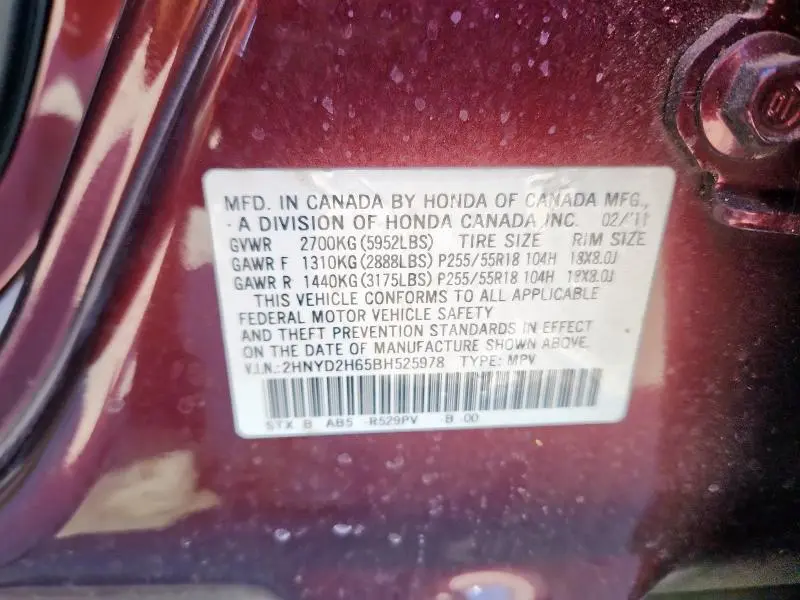 MFD. IN CANADA BY HONDA OF CANADA MFG.,
A DIVISION OF HONDA CANADA INC. 02/11
GVWR 2700KG (5952LBS) TIRE SIZE RIM SIZE
GAWR F 1310KG (2888LBS) P255/55R18 104H 18X8.0J
GAWR R 1440KG (3175LBS) P255/55R18 104H 18X8.0J
THIS VEHICLE CONFORMS TO ALL APPLICABLE
FEDERAL MOTOR VEHICLE SAFETY
AND THEFT PREVENTION STANDARDS IN EFFECT
ON THE DATE OF MANUFACTURE SHOWN ABOVE.
V.I.N.:2HNYD2H65BH525978 TYPE: MPV
STX B AB5 R529PV B 00